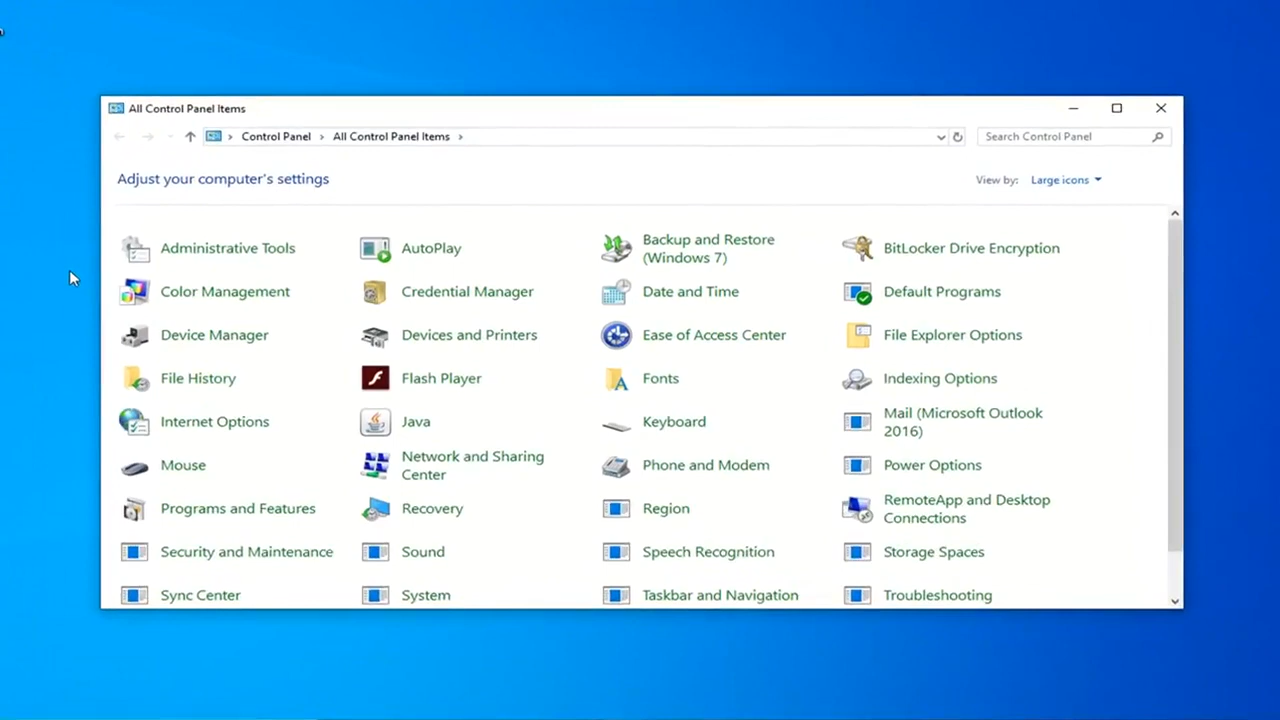 All Control Panel Items
Control Panel › All Control Panel Items ›
Search Control Panel
Adjust your computer's settings
View by: Large icons
Administrative Tools
AutoPlay
Backup and Restore
(Windows 7)
BitLocker Drive Encryption
Color Management
Credential Manager
Date and Time
Default Programs
Device Manager
Devices and Printers
Ease of Access Center
File Explorer Options
File History
Flash Player
Fonts
Indexing Options
Internet Options
Java
Keyboard
Mail (Microsoft Outlook
2016)
Mouse
Network and Sharing
Center
Phone and Modem
Power Options
Programs and Features
Recovery
Region
RemoteApp and Desktop
Connections
Security and Maintenance
Sound
Speech Recognition
Storage Spaces
Sync Center
System
Taskbar and Navigation
Troubleshooting